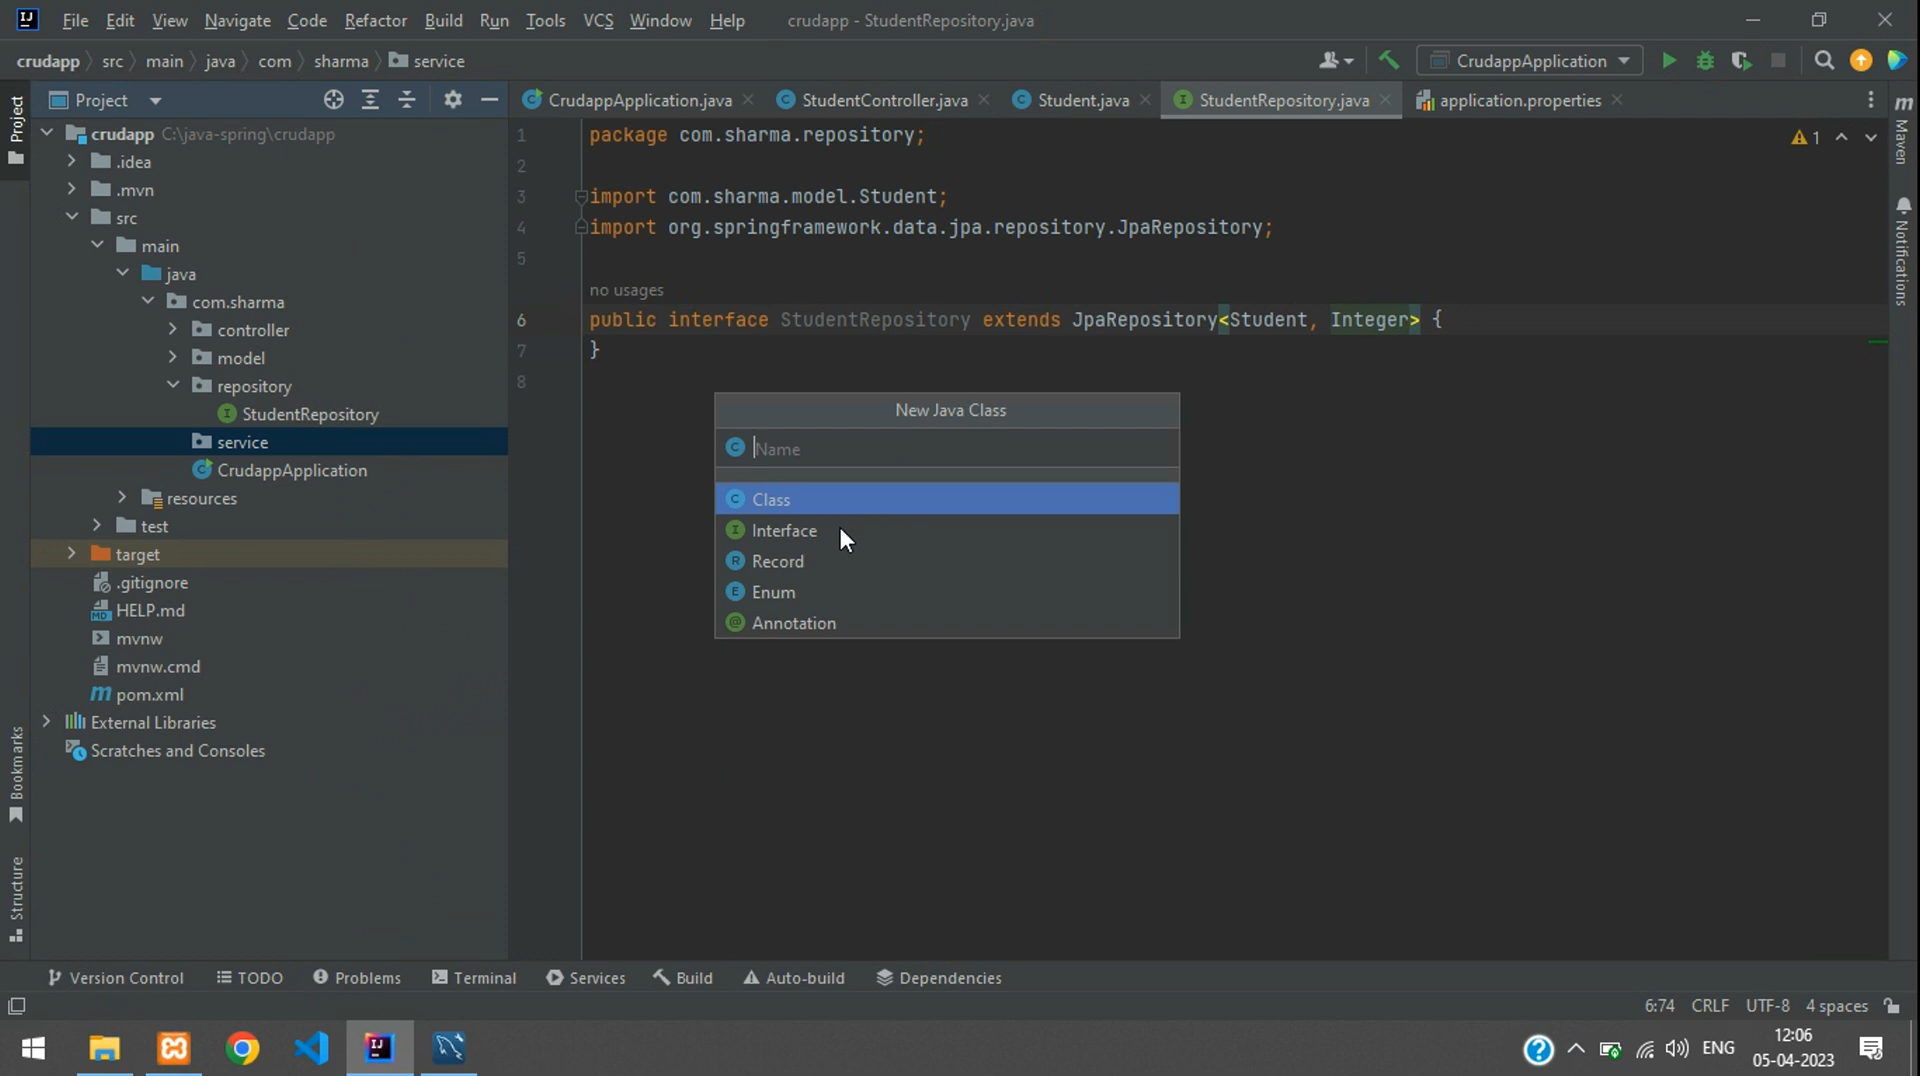 File Edit View Navigate Code Refactor Build Run Tools VCS Window Help crudapp - StudentRepository.java
crudapp src main java com sharma service CrudappApplication
Project
CrudappApplication.java StudentController.java Student.java StudentRepository.java application.properties
crudapp C:\java-spring\crudapp
.idea
.mvn
src
main
java
com.sharma
controller
model
repository
StudentRepository
service
CrudappApplication
resources
test
target
.gitignore
HELP.md
mvnw
mvnw.cmd
pom.xml
External Libraries
Scratches and Consoles
1 package com.sharma.repository;
2
3 import com.sharma.model.Student;
4 import org.springframework.data.jpa.repository.JpaRepository;
5
no usages
6 public interface StudentRepository extends JpaRepository<Student, Integer> {
7 }
8
1
New Java Class
Name
Class
Interface
Record
Enum
Annotation
Project
Bookmarks
Structure
Maven
Notifications
Version Control TODO Problems Terminal Services Build Auto-build Dependencies
6:74 CRLF UTF-8 4 spaces
ENG
12:06
05-04-2023